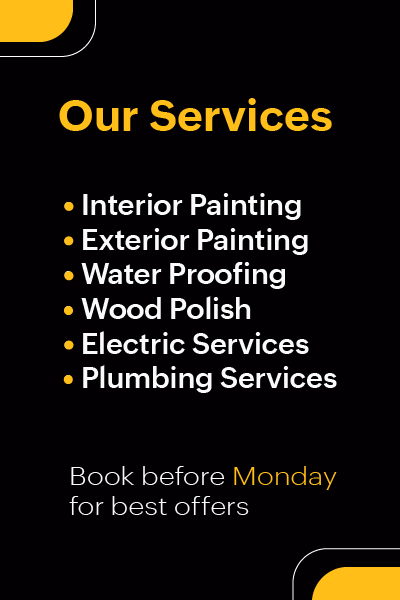 Our Services
• Interior Painting
• Exterior Painting
• Water Proofing
• Wood Polish
• Electric Services
• Plumbing Services
Book before Monday
for best offers